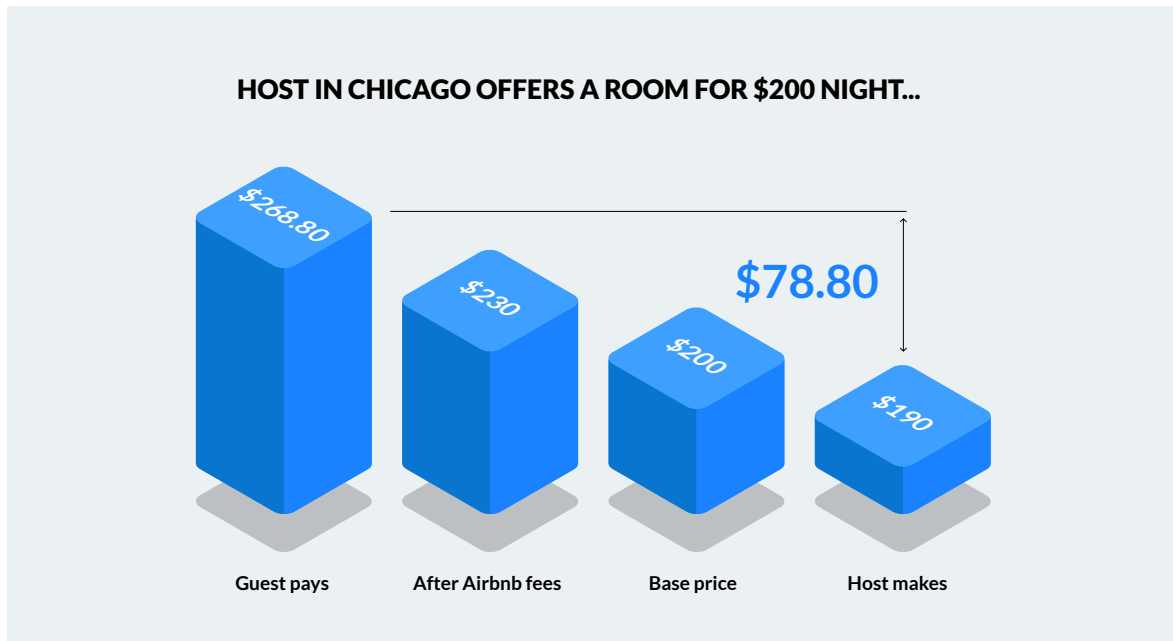 HOST IN CHICAGO OFFERS A ROOM FOR $200 NIGHT...
$268.80
$230
$200
$190
$78.80
Guest pays
After Airbnb fees
Base price
Host makes